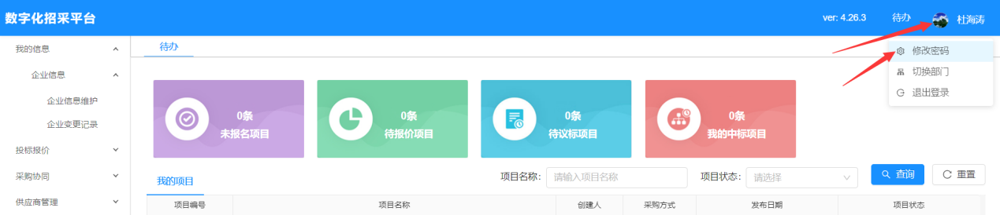 数字化招采平台
ver: 4.26.3 待办 杜海涛
修改密码
切换部门
退出登录
我的信息
企业信息
企业信息维护
企业变更记录
投标报价
采购协同
供应商管理
待办
0条
未报名项目
0条
待报价项目
0条
待议标项目
0条
我的中标项目
我的项目
项目名称: 请输入项目名称 项目状态: 请选择 查询 重置
项目编号 项目名称 创建人 采购方式 发布日期 项目状态